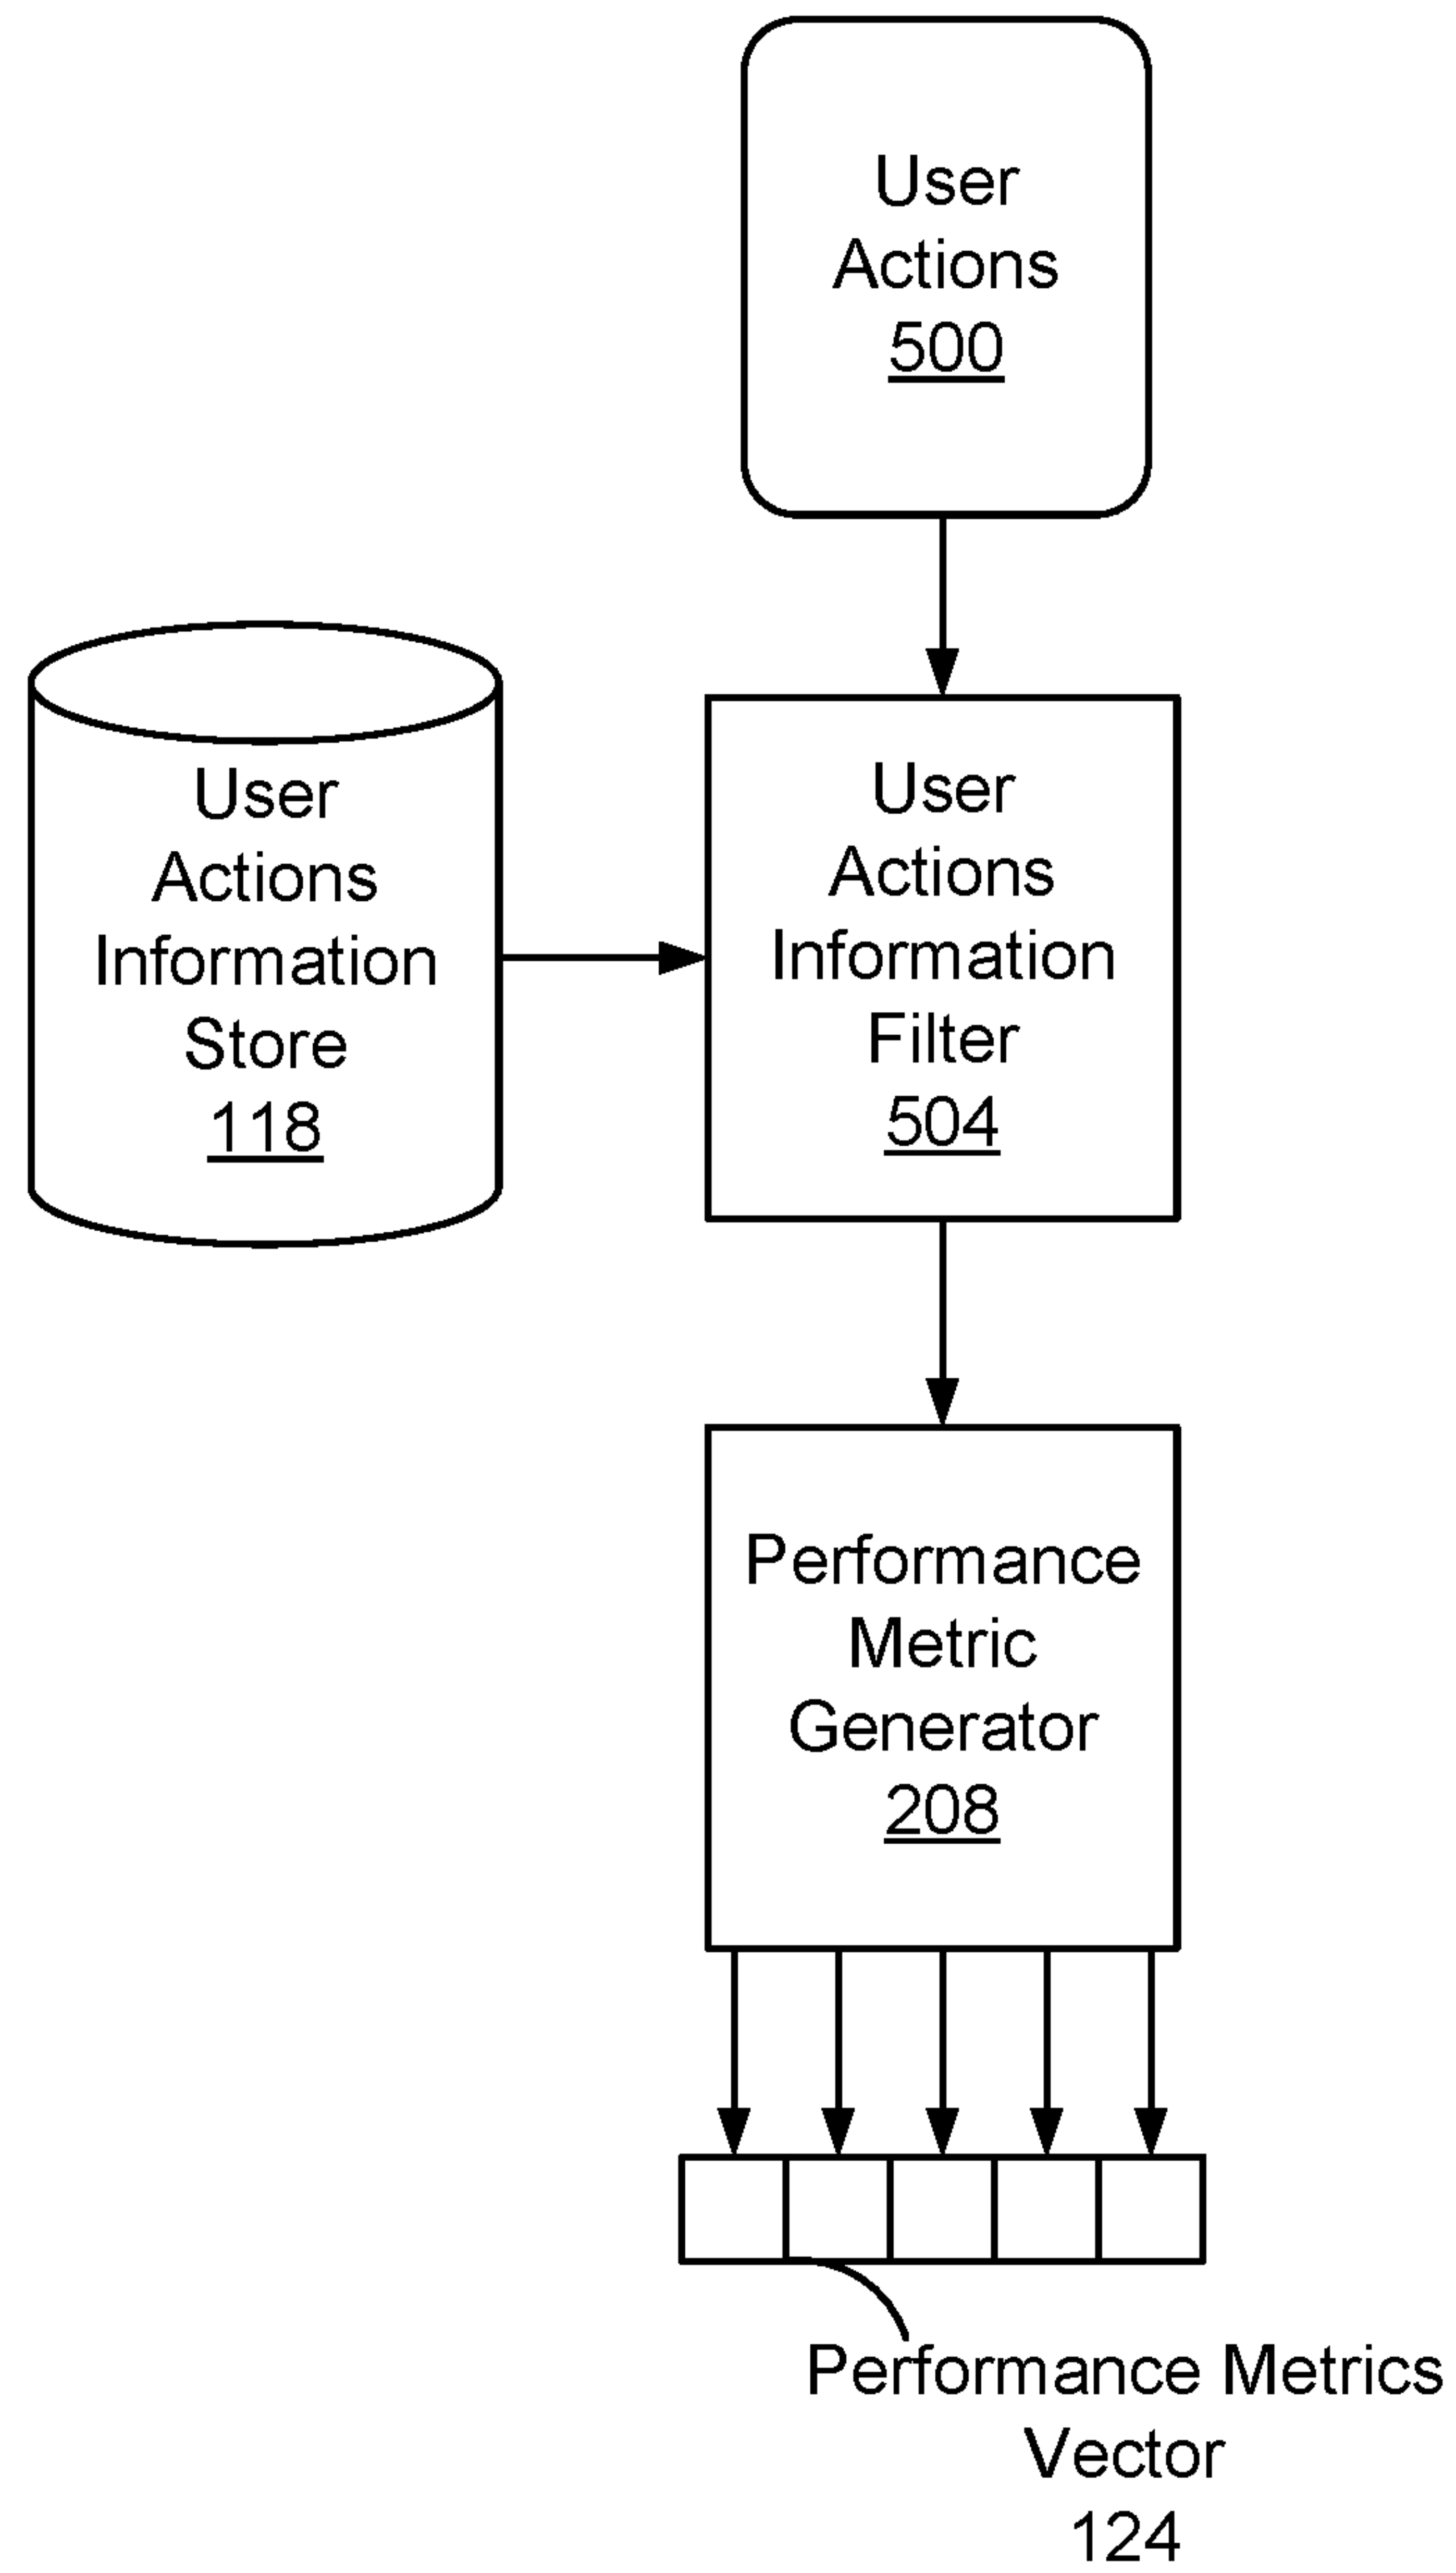 User
Actions
500
User
Actions
Information
Store
118
User
Actions
Information
Filter
504
Performance
Metric
Generator
208
Performance Metrics
Vector
124